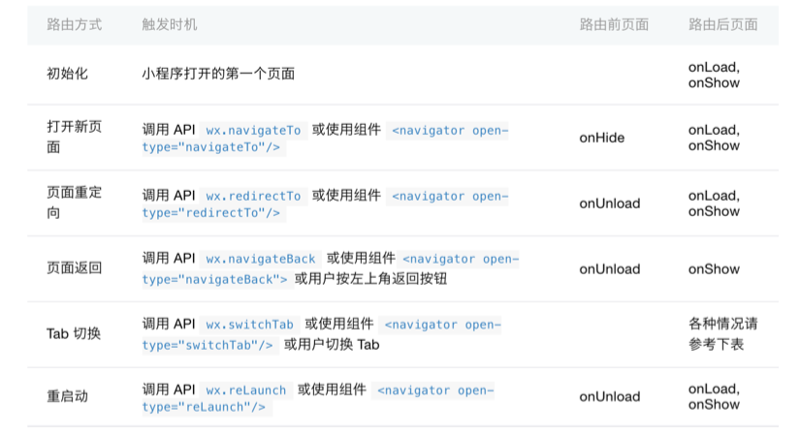 路由方式 触发时机 路由前页面 路由后页面
初始化 小程序打开的第一个页面 onLoad,
onShow
打开新页
面 调用 API wx.navigateTo 或使用组件 <navigator open-
type="navigateTo"/> onHide onLoad,
onShow
页面重定
向 调用 API wx.redirectTo 或使用组件 <navigator open-
type="redirectTo"/> onUnload onLoad,
onShow
页面返回 调用 API wx.navigateBack 或使用组件 <navigator open-
type="navigateBack"> 或用户按左上角返回按钮 onUnload onShow
Tab 切换 调用 API wx.switchTab 或使用组件 <navigator open-
type="switchTab"/> 或用户切换 Tab 各种情况请
参考下表
重启动 调用 API wx.reLaunch 或使用组件 <navigator open-
type="reLaunch"/> onUnload onLoad,
onShow